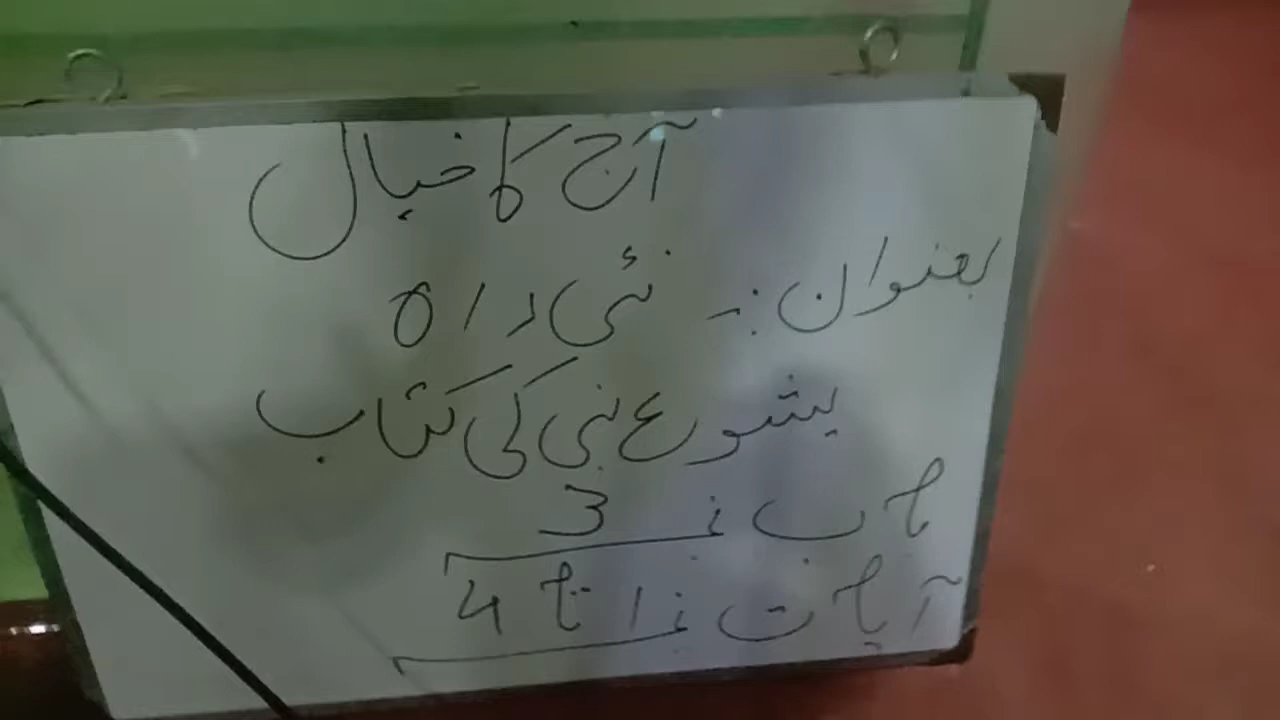 آج کا خیال
بعنوان :۔ نئی راہ
یشوع نبی کی کتاب
باب نمبر 3
آیات نمبر 1 تا 4